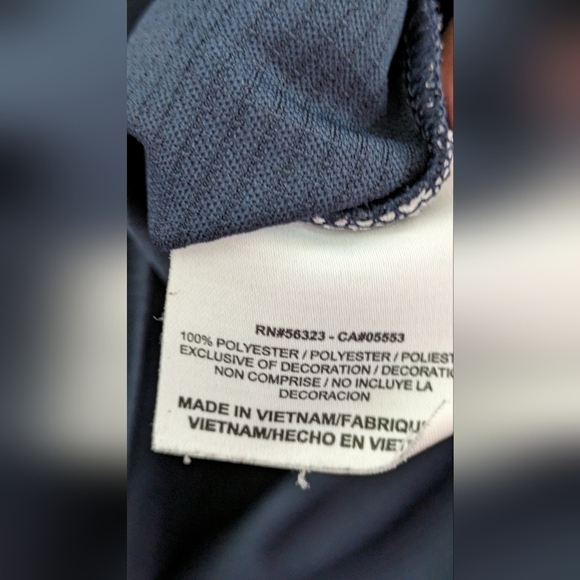 RN#56323 - CA#05553
100% POLYESTER / POLYESTER / POLIEST
EXCLUSIVE OF DECORATION / DECORATIO
NON COMPRISE / NO INCLUYE LA
DECORACION
MADE IN VIETNAM/FABRIQU
VIETNAM/HECHO EN VIET